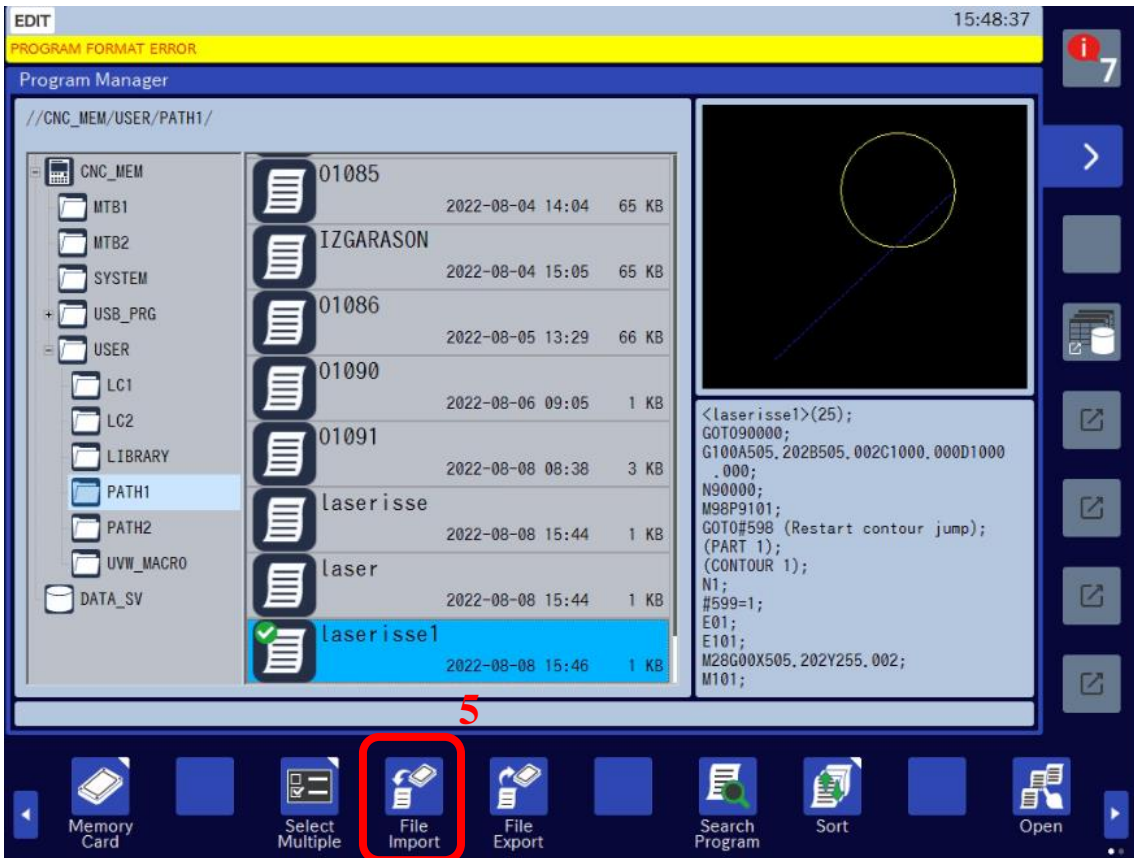 EDIT
15:48:37
PROGRAM FORMAT ERROR
i
7
Program Manager
//CNC_MEM/USER/PATH1/
CNC_MEM
MTB1
MTB2
SYSTEM
USB_PRG
USER
LC1
LC2
LIBRARY
PATH1
PATH2
UVW_MACRO
DATA_SV
O1085
2022-08-04 14:04 65 KB
IZGARASON
2022-08-04 15:05 65 KB
O1086
2022-08-05 13:29 66 KB
O1090
2022-08-06 09:05 1 KB
O1091
2022-08-08 08:38 3 KB
laserisse
2022-08-08 15:44 1 KB
laser
2022-08-08 15:44 1 KB
laserisse1
2022-08-08 15:46 1 KB
<laserisse1>(25);
GOTO90000;
G100A505.202B505.002C1000.000D1000
.000;
N90000;
M98P9101;
GOTO#598 (Restart contour jump);
(PART 1);
(CONTOUR 1);
N1;
#599=1;
E01;
E101;
M28G00X505.202Y255.002;
M101;
5
Memory
Card
Select
Multiple
File
Import
File
Export
Search
Program
Sort
Open